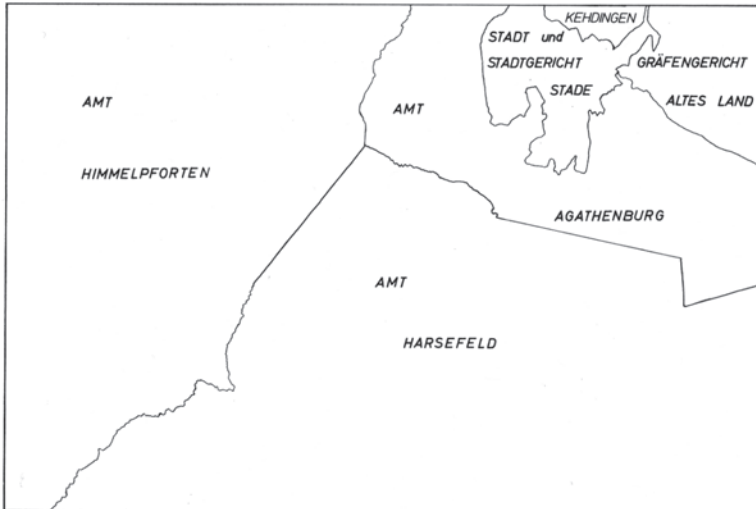 KEHDINGEN
STADT und
STADTGERICHT
STADE
GRÄFENGERICHT
ALTES LAND
AMT
HIMMELPFORTEN
AMT
AGATHENBURG
AMT
HARSEFELD